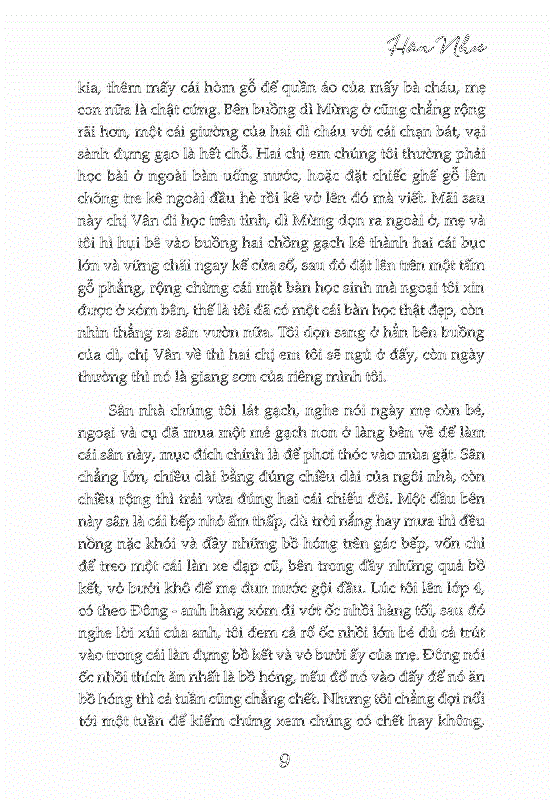 Hân Như
kia, thêm mấy cái hòm gỗ để quần áo của mấy bà cháu, mẹ
con nữa là chật cứng. Bên buồng dì Mừng ở cũng chẳng rộng
rãi hơn, một cái giường của hai dì cháu với cái chạn bát, vại
sành đựng gạo là hết chỗ. Hai chị em chúng tôi thường phải
học bài ở ngoài bàn uống nước, hoặc đặt chiếc ghế gỗ lên
chõng tre kê ngoài đầu hè rồi kê vở lên đó mà viết. Mãi sau
này chị Vân đi học trên tỉnh, dì Mừng dọn ra ngoài ở, mẹ và
tôi hì hụi bê vào buồng hai chồng gạch kê thành hai cái bục
lớn và vững chãi ngay kế cửa sổ, sau đó đặt lên trên một tấm
gỗ phẳng, rộng chừng cái mặt bàn học sinh mà ngoại tôi xin
được ở xóm bên, thế là tôi đã có một cái bàn học thật đẹp, còn
nhìn thẳng ra sân vườn nữa. Tôi dọn sang ở hẳn bên buồng
của dì, chị Vân về thì hai chị em tôi sẽ ngủ ở đấy, còn ngày
thường thì nó là giang sơn của riêng mình tôi.
Sân nhà chúng tôi lát gạch, nghe nói ngày mẹ còn bé,
ngoại và cụ đã mua một mẻ gạch non ở làng bên về để làm
cái sân này, mục đích chính là để phơi thóc vào mùa gặt. Sân
chẳng lớn, chiều dài bằng đúng chiều dài của ngôi nhà, còn
chiều rộng thì trải vừa đúng hai cái chiếu đôi. Một đầu bên
này sân là cái bếp nhỏ ẩm thấp, dù trời nắng hay mưa thì đều
nồng nặc khói và đầy những bồ hóng trên gác bếp, vốn chỉ
để treo một cái làn xe đạp cũ, bên trong đầy những quả bồ
kết, vỏ bưởi khô để mẹ đun nước gội đầu. Lúc tôi lên lớp 4,
có theo Đông - anh hàng xóm đi vớt ốc nhồi hàng tối, sau đó
nghe lời xúi của anh, tôi đem cả rổ ốc nhồi lớn bé đủ cả trút
vào trong cái làn đựng bồ kết và vỏ bưởi ấy của mẹ. Đông nói
ốc nhồi thích ăn nhất là bồ hóng, nếu đổ nó vào đấy để nó ăn
bồ hóng thì cả tuần cũng chẳng chết. Nhưng tôi chẳng đợi nổi
tới một tuần để kiểm chứng xem chúng có chết hay không,
9